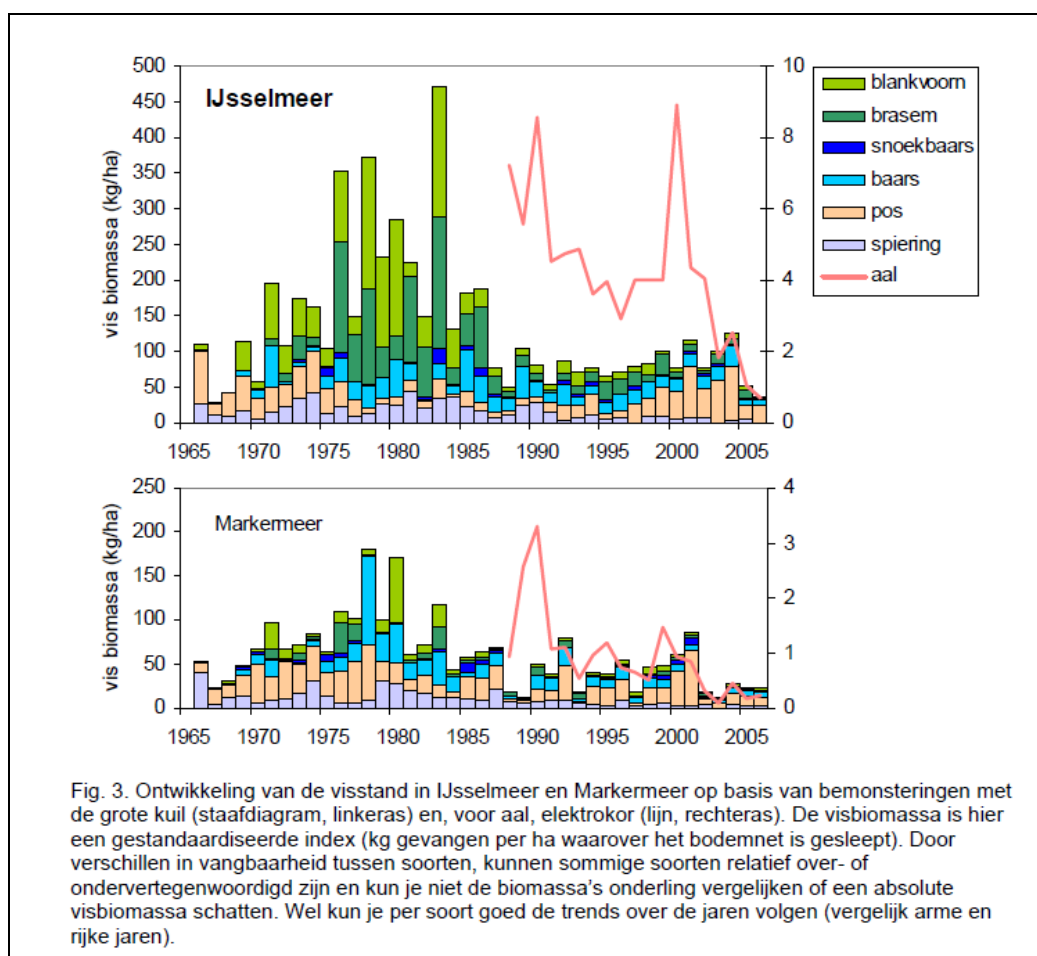 500
450
400
350
300
250
200
150
100
50
0
vis biomassa (kg/ha)
IJsselmeer
10
8
6
4
2
0
1965 1970 1975 1980 1985 1990 1995 2000 2005
blankvoorn
brasem
snoekbaars
baars
pos
spiering
aal
250
200
150
100
50
0
vis biomassa (kg/ha)
Markermeer
4
3
2
1
0
1965 1970 1975 1980 1985 1990 1995 2000 2005
Fig. 3. Ontwikkeling van de visstand in IJsselmeer en Markermeer op basis van bemonsteringen met
de grote kuil (staafdiagram, linkeras) en, voor aal, elektrokor (lijn, rechteras). De visbiomassa is hier
een gestandaardiseerde index (kg gevangen per ha waarover het bodemnet is gesleept). Door
verschillen in vangbaarheid tussen soorten, kunnen sommige soorten relatief over- of
ondervertegenwoordigd zijn en kun je niet de biomassa's onderling vergelijken of een absolute
visbiomassa schatten. Wel kun je per soort goed de trends over de jaren volgen (vergelijk arme en
rijke jaren).